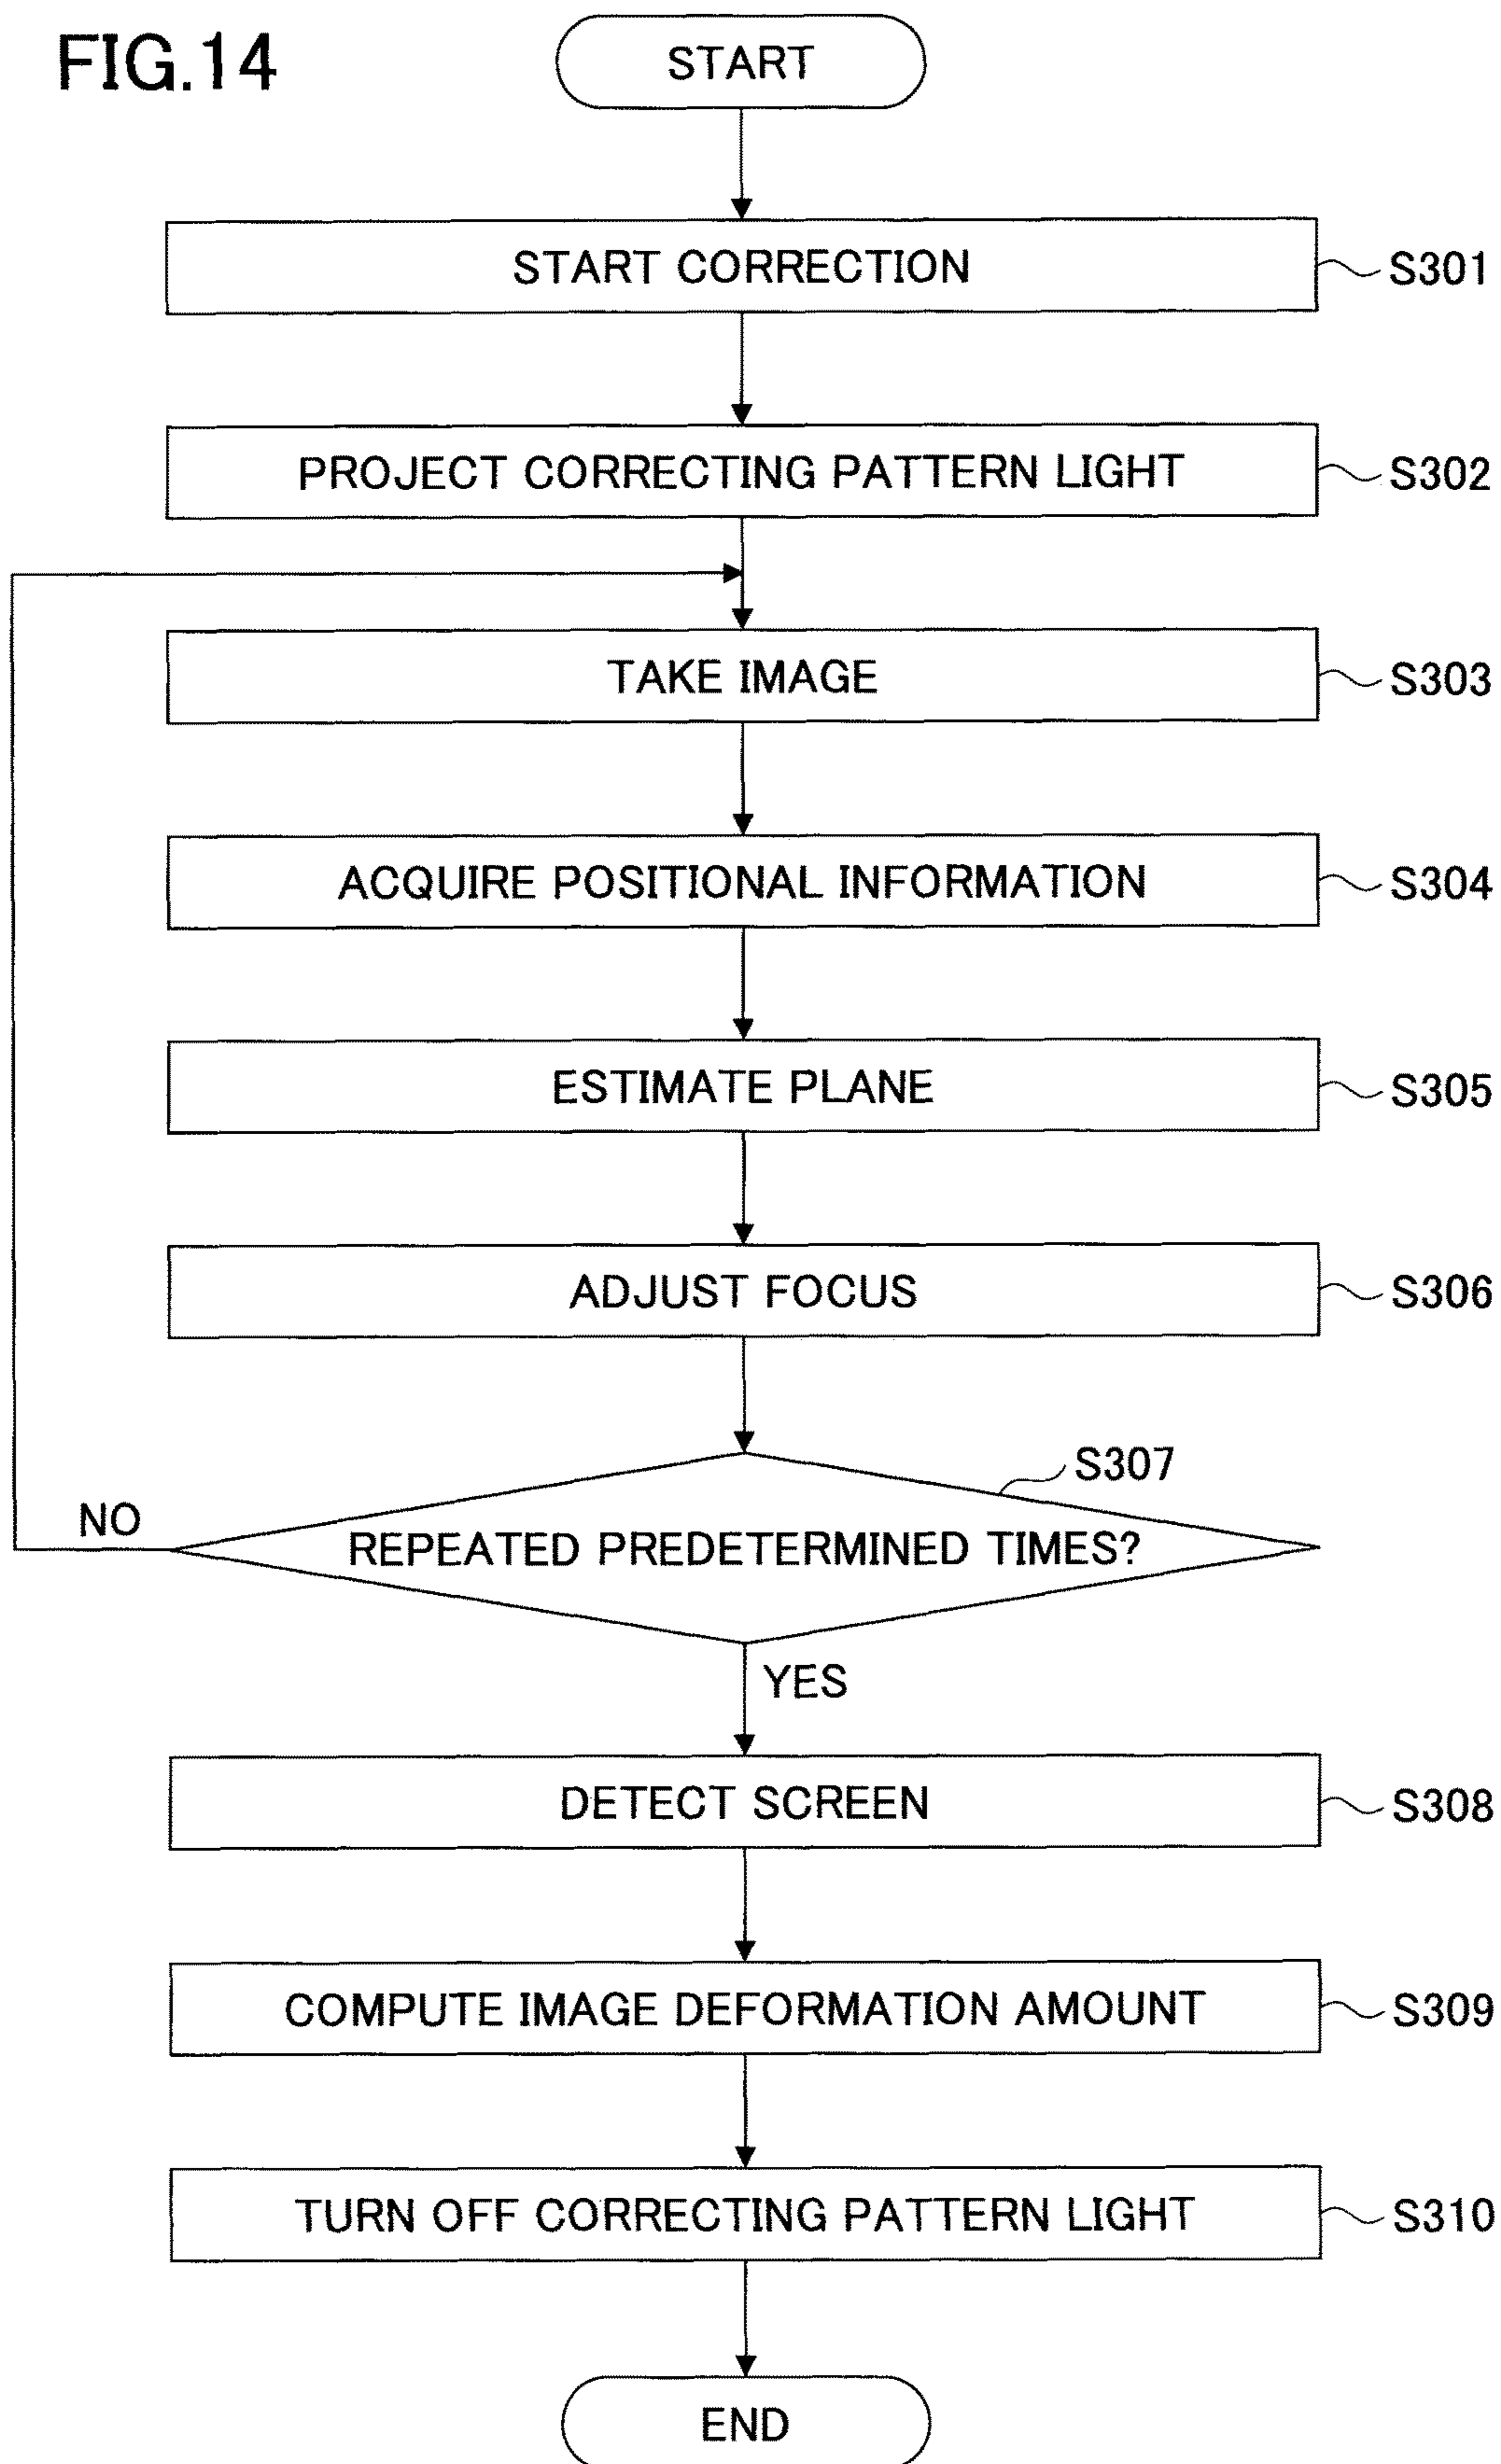 FIG.14
START
START CORRECTION
S301
PROJECT CORRECTING PATTERN LIGHT
S302
TAKE IMAGE
S303
ACQUIRE POSITIONAL INFORMATION
S304
ESTIMATE PLANE
S305
ADJUST FOCUS
S306
S307
NO
REPEATED PREDETERMINED TIMES?
YES
DETECT SCREEN
S308
COMPUTE IMAGE DEFORMATION AMOUNT
S309
TURN OFF CORRECTING PATTERN LIGHT
S310
END